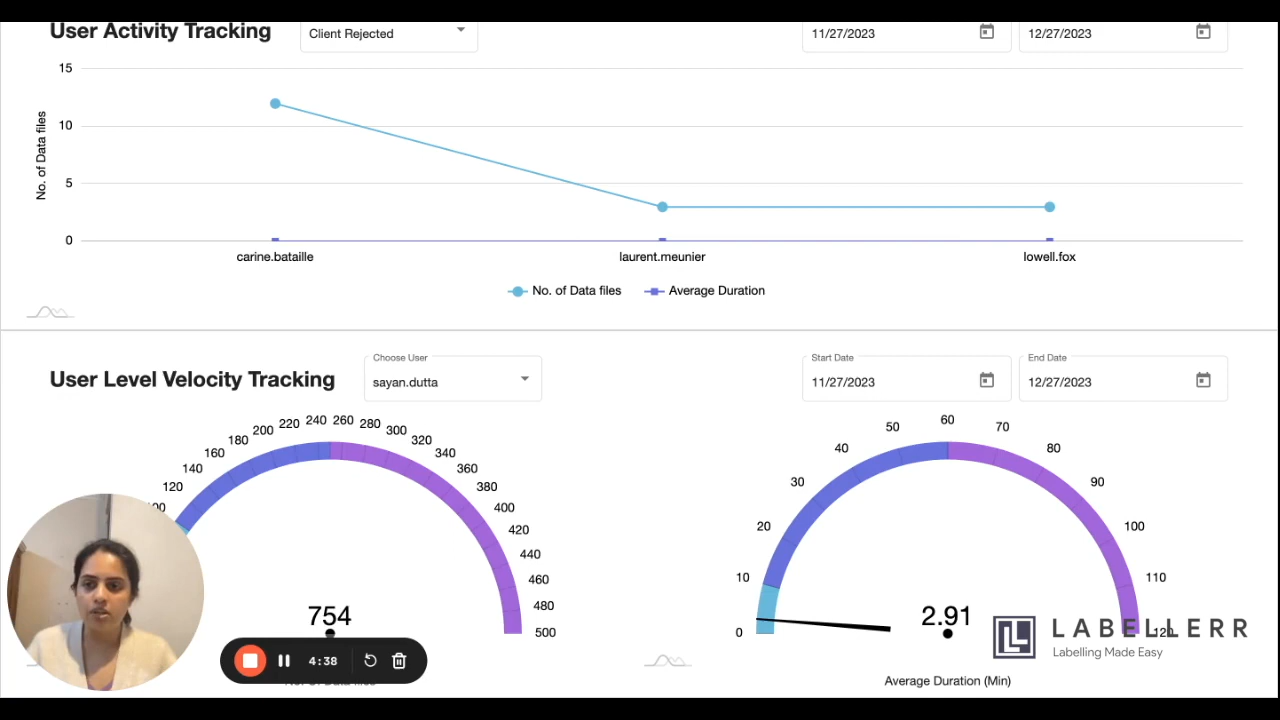 User Activity Tracking
Client Rejected
11/27/2023
12/27/2023
15
10
5
0
No. of Data files
carine.bataille
laurent.meunier
lowell.fox
No. of Data files
Average Duration
User Level Velocity Tracking
Choose User
sayan.dutta
Start Date
11/27/2023
End Date
12/27/2023
120
140
160
180
200
220
240
260
280
300
320
340
360
380
400
420
440
460
480
500
754
4:38
0
10
20
30
40
50
60
70
80
90
100
110
120
2.91
Average Duration (Min)
LABELLERR
Labelling Made Easy